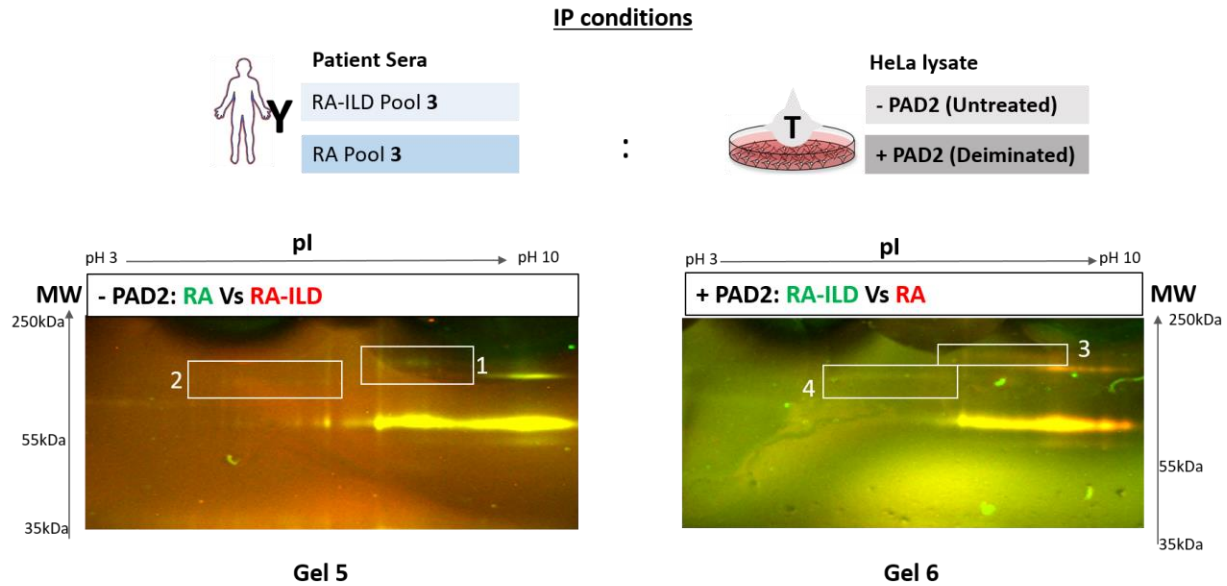 IP conditions
Patient Sera
RA-ILD Pool 3
RA Pool 3
Y
:
T
HeLa lysate
- PAD2 (Untreated)
+ PAD2 (Deiminated)
pI
pH 3
pH 10
MW
- PAD2: RA Vs RA-ILD
250kDa
55kDa
35kDa
1
2
Gel 5
pI
pH 3
pH 10
+ PAD2: RA-ILD Vs RA
MW
250kDa
55kDa
35kDa
3
4
Gel 6